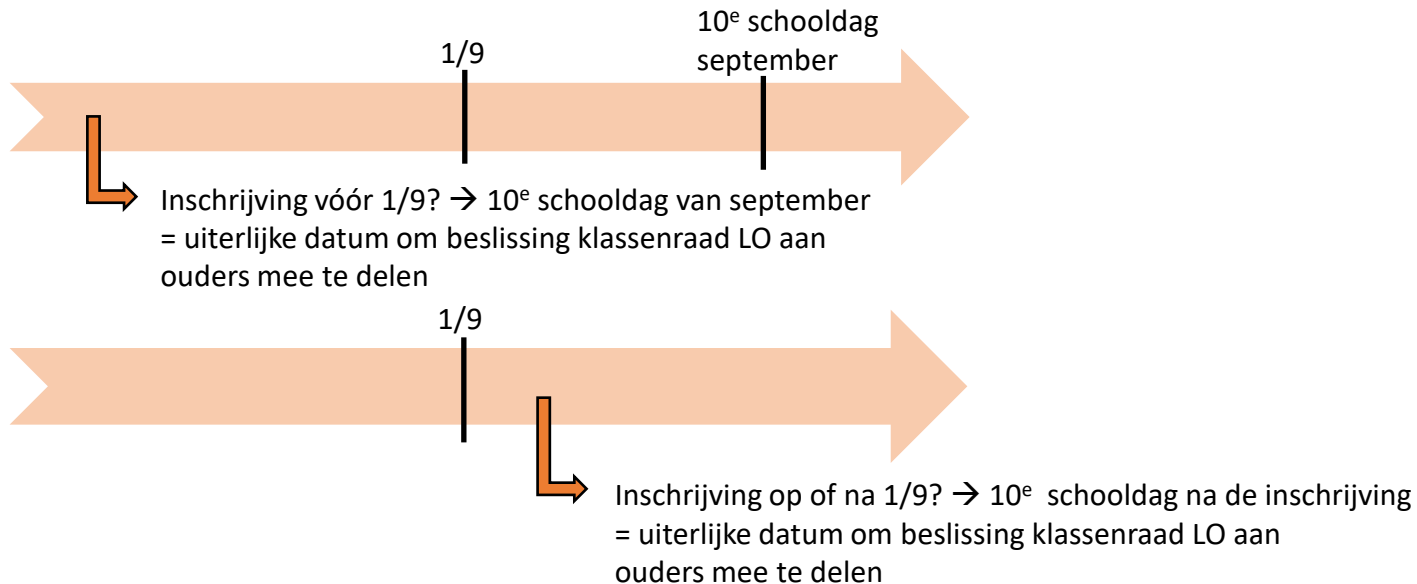 10e schooldag
september
1/9
Inschrijving vóór 1/9? → 10e schooldag van september
= uiterlijke datum om beslissing klassenraad LO aan
ouders mee te delen
1/9
Inschrijving op of na 1/9? → 10e schooldag na de inschrijving
= uiterlijke datum om beslissing klassenraad LO aan
ouders mee te delen